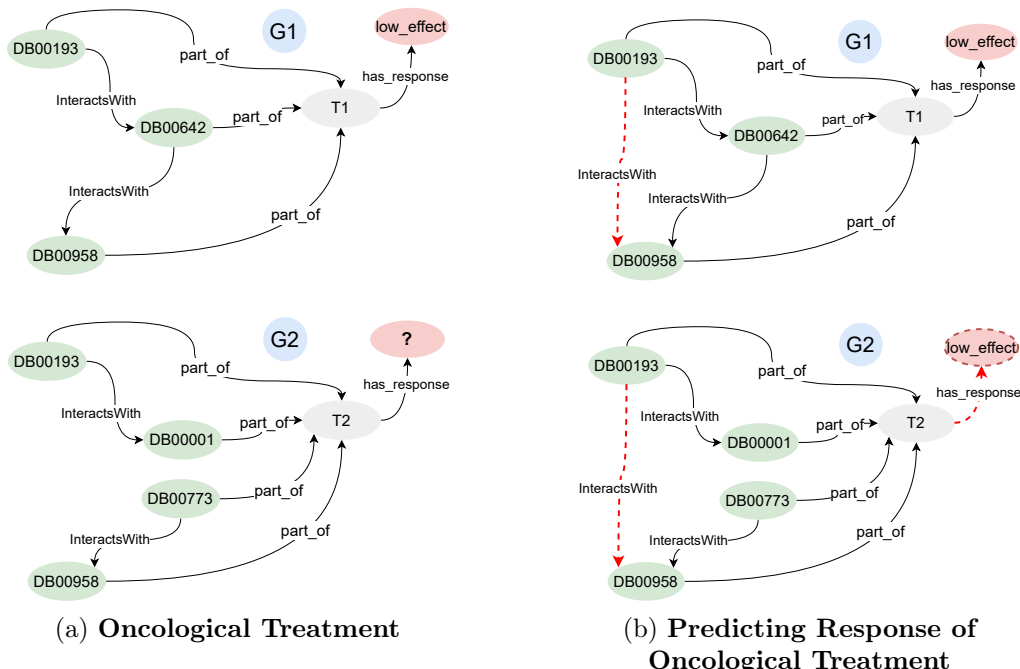 G1
low_effect
DB00193
part_of
has_response
InteractsWith
T1
DB00642
part_of
InteractsWith
part_of
DB00958
G1
low_effect
DB00193
part_of
has_response
InteractsWith
T1
DB00642
part_of
InteractsWith
InteractsWith
part_of
DB00958
G2
?
DB00193
part_of
has_response
InteractsWith
T2
DB00001
part_of
DB00773
part_of
InteractsWith
part_of
DB00958
G2
low_effect
DB00193
part_of
has_response
InteractsWith
T2
DB00001
part_of
InteractsWith
DB00773
part_of
InteractsWith
part_of
DB00958
(a) Oncological Treatment
(b) Predicting Response of
Oncological Treatment